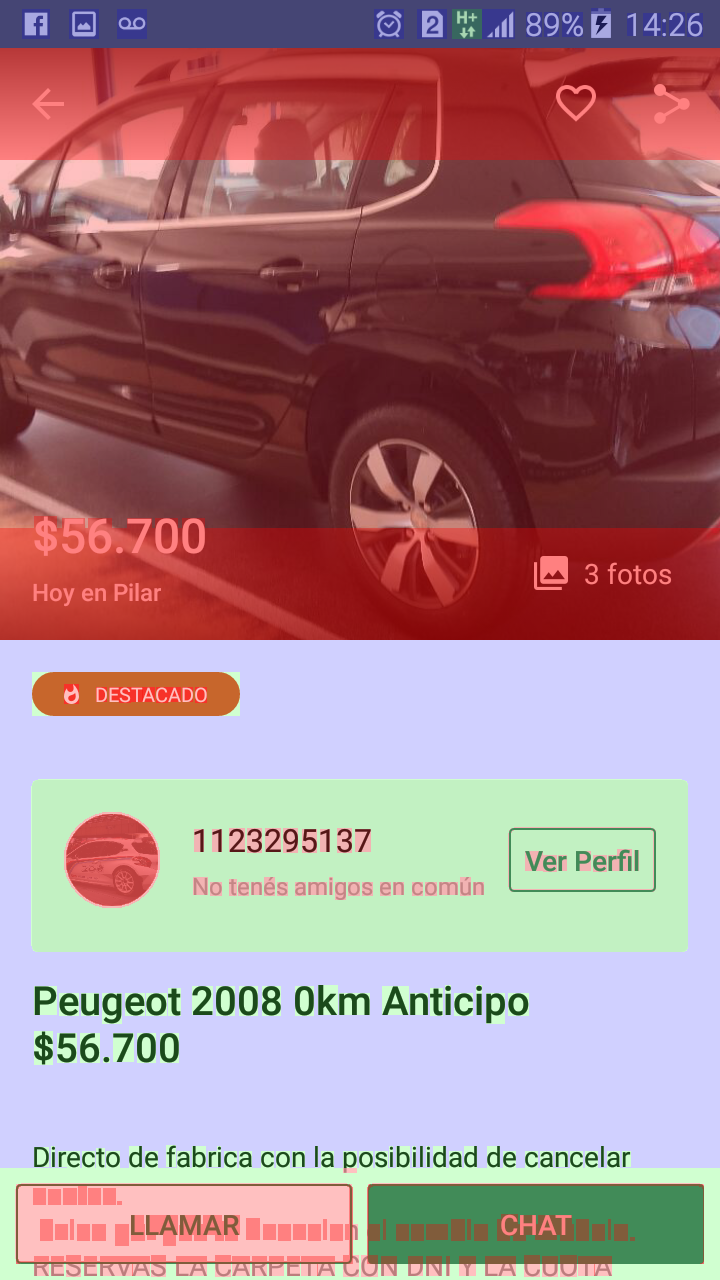 2 H+ 89% 14:26
$56.700
Hoy en Pilar
3 fotos
DESTACADO
1123295137
No tenés amigos en común
Ver Perfil
Peugeot 2008 0km Anticipo
$56.700
Directo de fabrica con la posibilidad de cancelar
LLAMAR
CHAT
RESERVAS LA CARPETA CON DNI Y LA CUOTA